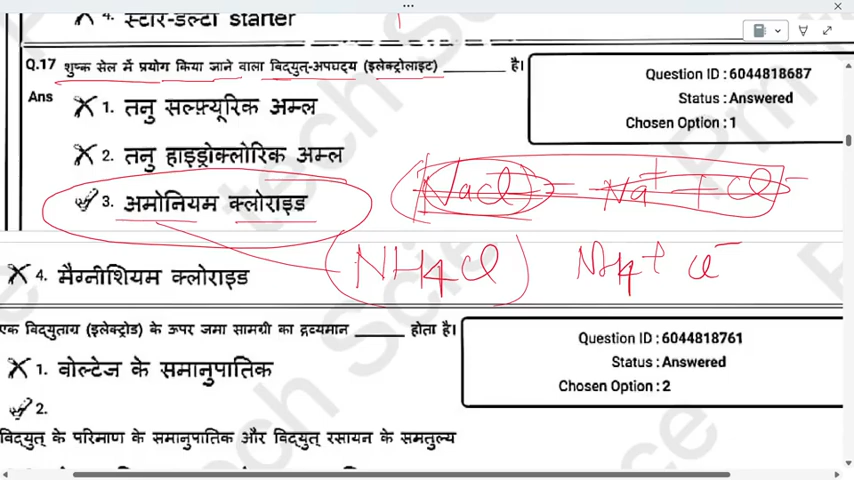 4. स्टार-डेल्टा starter
Q.17 शुष्क सेल में प्रयोग किया जाने वाला विद्युत्-अपघट्य (इलेक्ट्रोलाइट) ________ है।
Question ID : 6044818687
Status : Answered
Chosen Option : 1
Ans 1. तनु सल्फ़्यूरिक अम्ल
2. तनु हाइड्रोक्लोरिक अम्ल
3. अमोनियम क्लोराइड
NaCl = Na+ + Cl-
NH4Cl NH4+ Cl-
4. मैग्नीशियम क्लोराइड
एक विद्युताग्र (इलेक्ट्रोड) के ऊपर जमा सामग्री का द्रव्यमान ______ होता है।
Question ID : 6044818761
Status : Answered
Chosen Option : 2
1. वोल्टेज के समानुपातिक
2.
विद्युत् के परिमाण के समानुपातिक और विद्युत् रसायन के समतुल्य